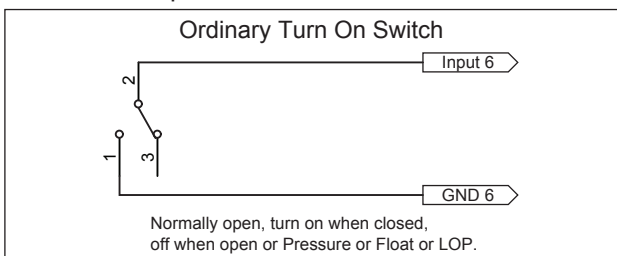 Ordinary Turn On Switch
Input 6
2
1
3
GND 6
Normally open, turn on when closed,
off when open or Pressure or Float or LOP.